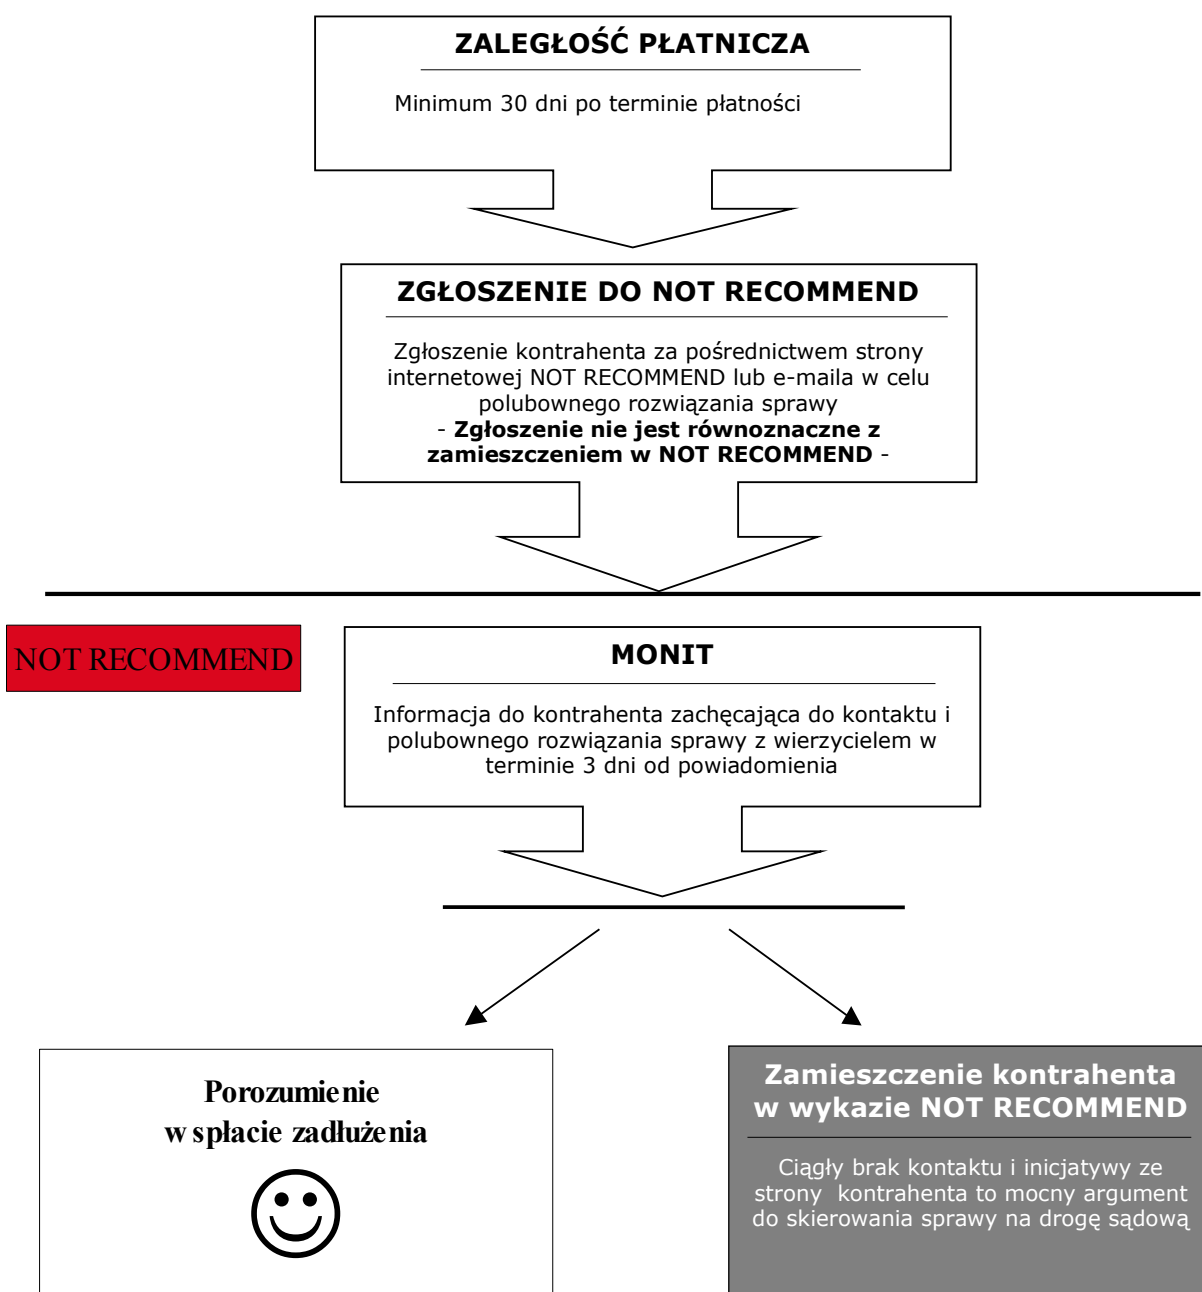 ZALEGŁOŚĆ PŁATNICZA
Minimum 30 dni po terminie płatności
ZGŁOSZENIE DO NOT RECOMMEND
Zgłoszenie kontrahenta za pośrednictwem strony
internetowej NOT RECOMMEND lub e-maila w celu
polubownego rozwiązania sprawy
- Zgłoszenie nie jest równoznaczne z
zamieszczeniem w NOT RECOMMEND -
NOT RECOMMEND
MONIT
Informacja do kontrahenta zachęcająca do kontaktu i
polubownego rozwiązania sprawy z wierzycielem w
terminie 3 dni od powiadomienia
Porozumienie
w spłacie zadłużenia
Zamieszczenie kontrahenta
w wykazie NOT RECOMMEND
Ciągły brak kontaktu i inicjatywy ze
strony kontrahenta to mocny argument
do skierowania sprawy na drogę sądową